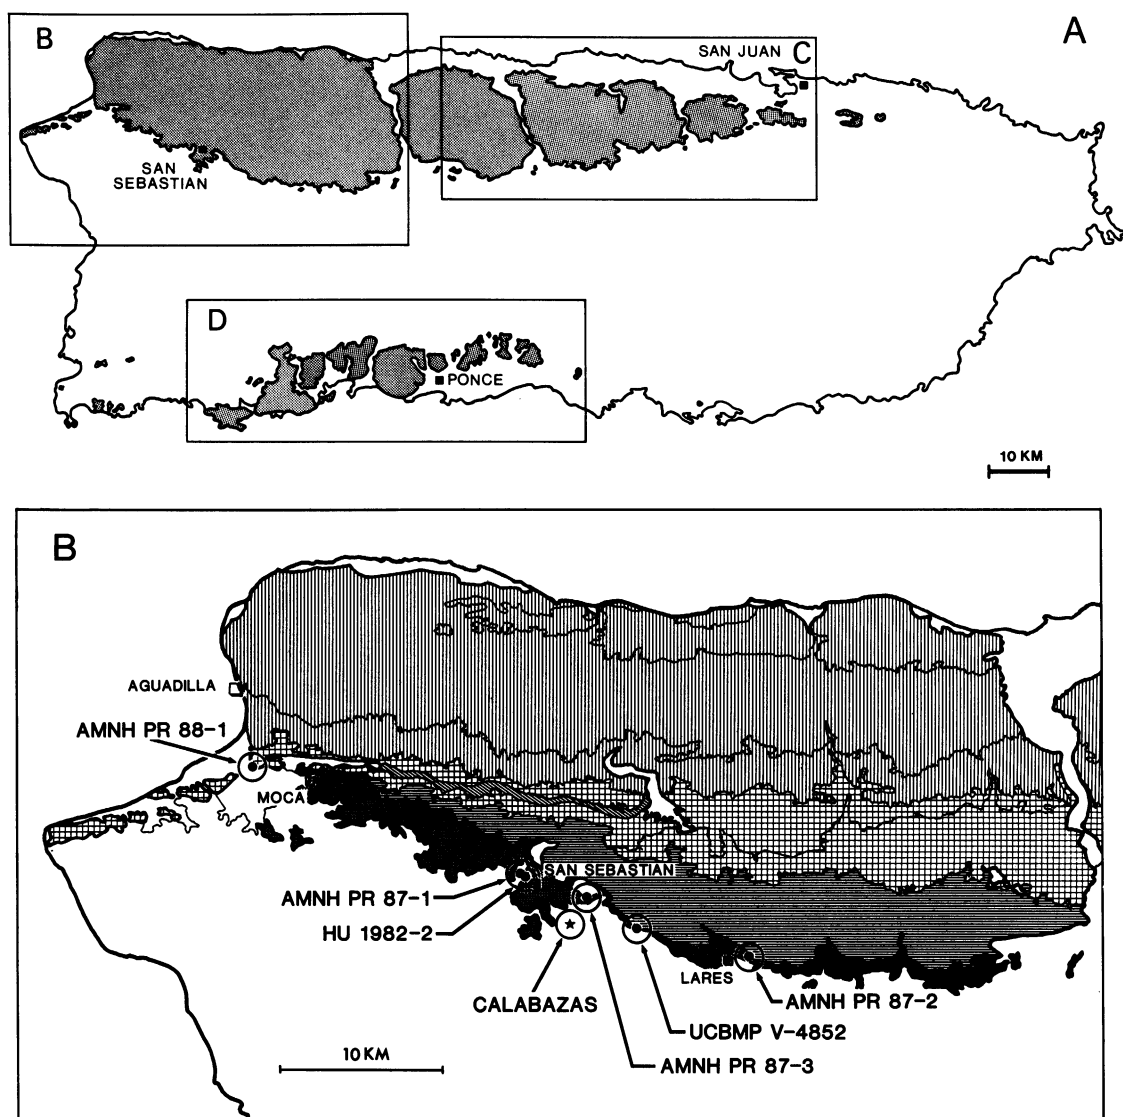 A
B
C
SAN JUAN
SAN
SEBASTIAN
D
PONCE
10 KM
B
AGUADILLA
AMNH PR 88-1
MOCA
SAN SEBASTIAN
AMNH PR 87-1
HU 1982-2
CALABAZAS
LARES
AMNH PR 87-2
UCBMP V-4852
AMNH PR 87-3
10 KM